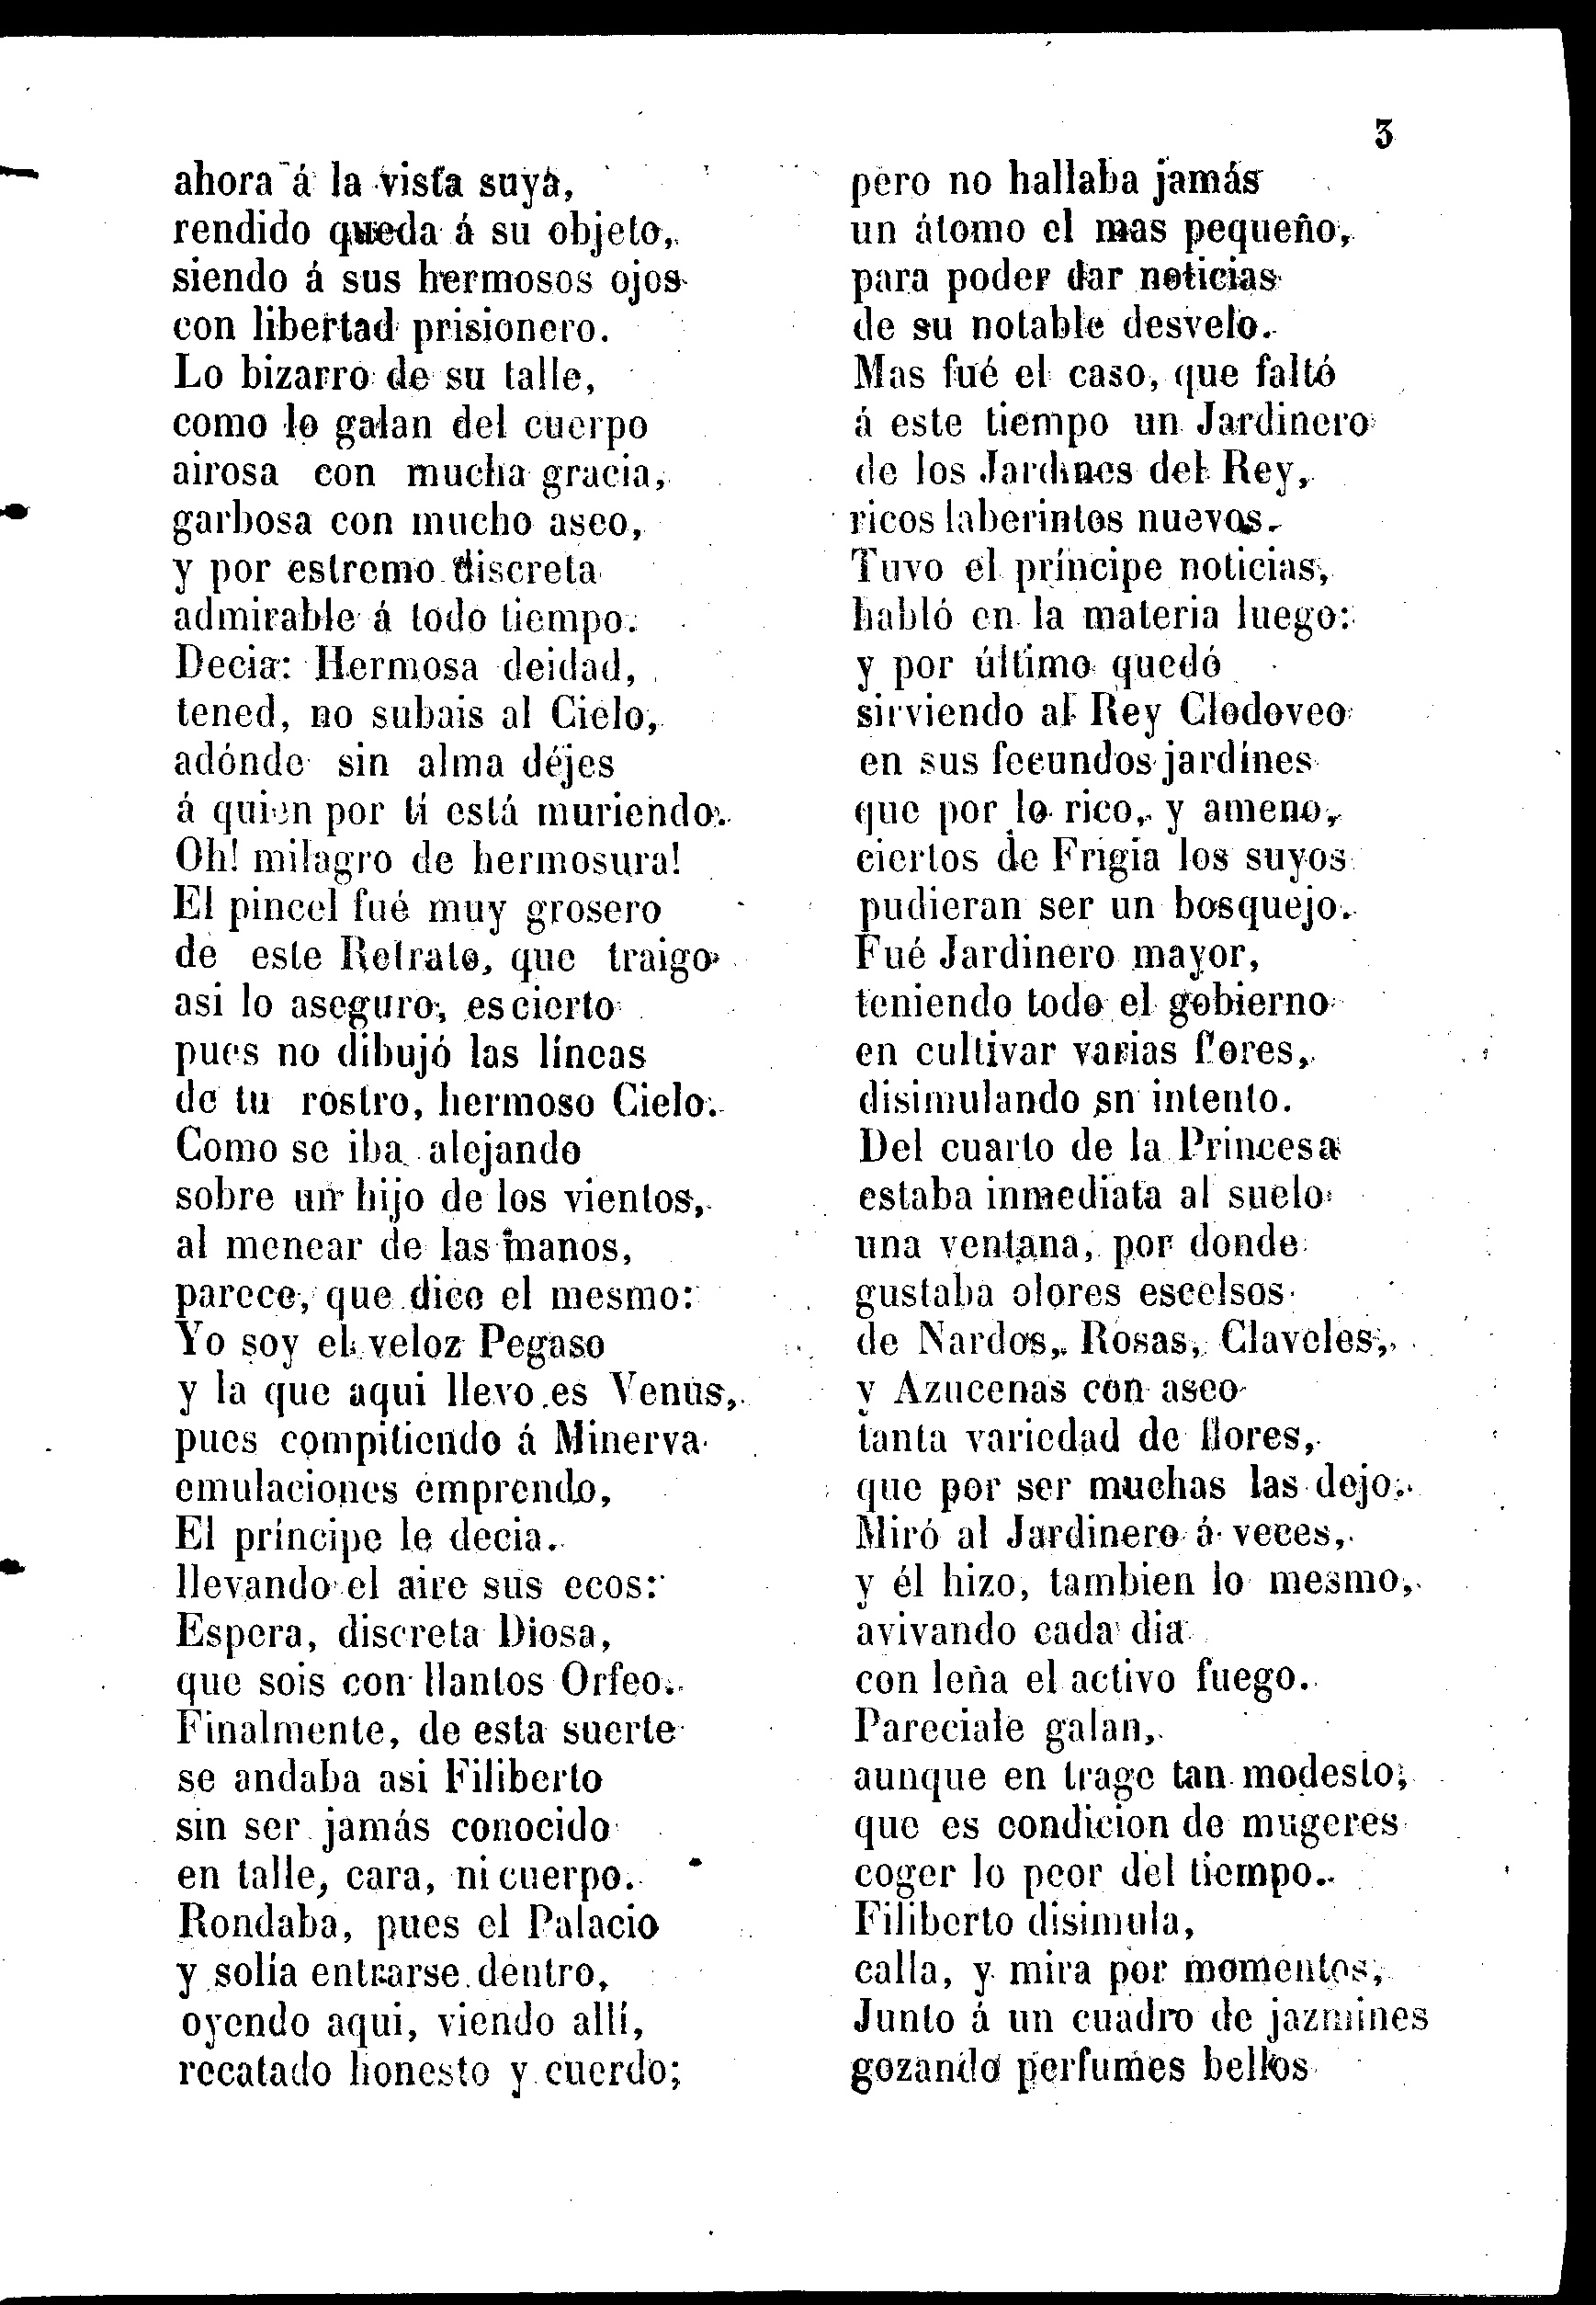 3
ahora á la vista suya,
rendido queda á su objeto,
siendo á sus hermosos ojos
con libertad prisionero.
Lo bizarro de su talle,
como lo galan del cuerpo
airosa con mucha gracia,
garbosa con mucho aseo,
y por estremo discreta
admirable á todo tiempo.
Decia: Hermosa deidad,
tened, no subais al Cielo,
adónde sin alma déjes
á quien por tí está muriendo.
Oh! milagro de hermosura!
El pincel fué muy grosero
de este Retrato, que traigo
asi lo aseguro, es cierto
pues no dibujó las líneas
de tu rostro, hermoso Cielo.
Como se iba alejando
sobre un hijo de los vientos,
al menear de las manos,
parece, que dice el mesmo:
Yo soy el veloz Pegaso
y la que aqui llevo es Venus,
pues compitiendo á Minerva
emulaciones emprendo,
El príncipe le decia.
llevando el aire sus ecos:
Espera, discreta Diosa,
que sois con llantos Orfeo.
Finalmente, de esta suerte
se andaba asi Filiberto
sin ser jamás conocido
en talle, cara, ni cuerpo.
Rondaba, pues el Palacio
y solía entrarse dentro,
oyendo aqui, viendo allí,
recatado honesto y cuerdo;
pero no hallaba jamás
un átomo el mas pequeño,
para poder dar noticias
de su notable desvelo.
Mas fué el caso, que faltó
á este tiempo un Jardinero
de los Jardines del Rey,
ricos laberintos nuevos.
Tuvo el príncipe noticias,
habló en la materia luego:
y por último quedó
sirviendo al Rey Clodoveo
en sus fecundos jardínes
que por lo rico, y ameno,
ciertos de Frigia los suyos
pudieran ser un bosquejo.
Fué Jardinero mayor,
teniendo todo el gobierno
en cultivar varias flores,
disimulando sn intento.
Del cuarto de la Princesa
estaba inmediata al suelo
una ventana, por donde
gustaba olores escelsos
de Nardos, Rosas, Claveles,
y Azucenas con aseo
tanta variedad de flores,
que por ser muchas las dejo.
Miró al Jardinero á veces,
y él hizo, tambien lo mesmo,
avivando cada dia
con leña el activo fuego.
Pareciale galan,
aunque en trage tan modesto;
que es condicion de mugeres
coger lo peor del tiempo.
Filiberto disimula,
calla, y mira por momentos,
Junto á un cuadro de jazmines
gozando perfumes bellos